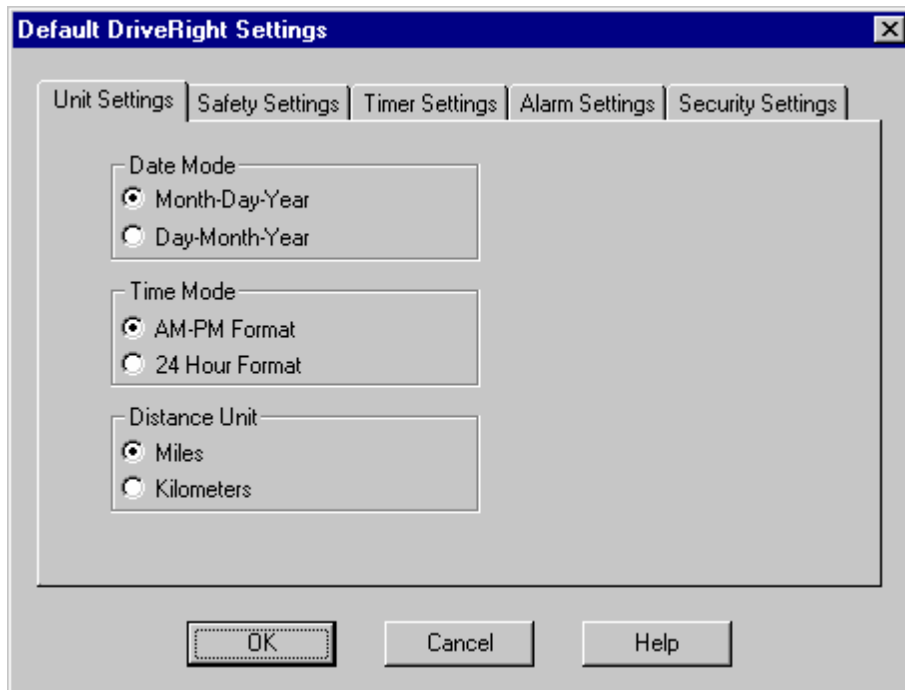 Default DriveRight Settings
Unit Settings Safety Settings Timer Settings Alarm Settings Security Settings
Date Mode
Month-Day-Year
Day-Month-Year
Time Mode
AM-PM Format
24 Hour Format
Distance Unit
Miles
Kilometers
OK Cancel Help